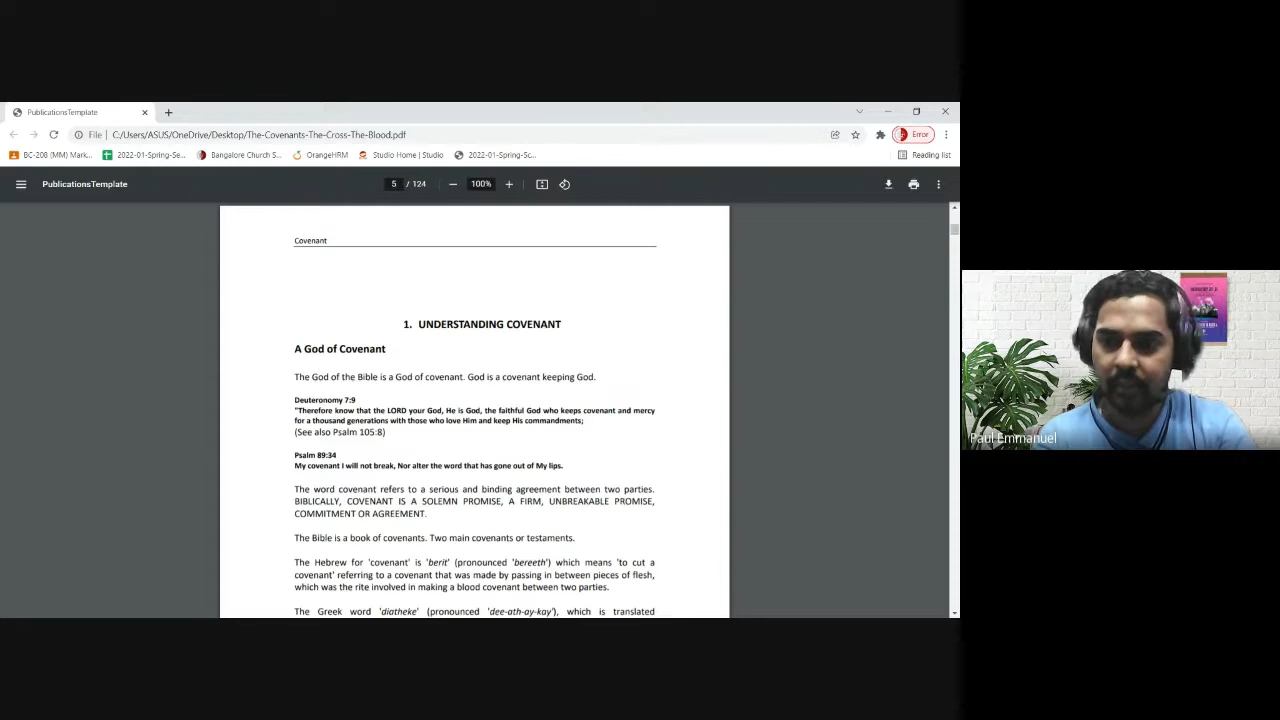 PublicationsTemplate
File C:/Users/ASUS/OneDrive/Desktop/The-Covenants-The-Cross-The-Blood.pdf Error
BC-208 (MM) Mark... 2022-01-Spring-Se... Bangalore Church S... OrangeHRM Studio Home | Studio 2022-01-Spring-Sc... Reading list
PublicationsTemplate 5 / 124 100%
Covenant
1. UNDERSTANDING COVENANT
A God of Covenant
The God of the Bible is a God of covenant. God is a covenant keeping God.
Deuteronomy 7:9
"Therefore know that the LORD your God, He is God, the faithful God who keeps covenant and mercy
for a thousand generations with those who love Him and keep His commandments;
(See also Psalm 105:8)
Psalm 89:34
My covenant I will not break, Nor alter the word that has gone out of My lips.
The word covenant refers to a serious and binding agreement between two parties.
BIBLICALLY, COVENANT IS A SOLEMN PROMISE, A FIRM, UNBREAKABLE PROMISE,
COMMITMENT OR AGREEMENT.
The Bible is a book of covenants. Two main covenants or testaments.
The Hebrew for 'covenant' is 'berit' (pronounced 'bereeth') which means 'to cut a
covenant' referring to a covenant that was made by passing in between pieces of flesh,
which was the rite involved in making a blood covenant between two parties.
The Greek word 'diatheke' (pronounced 'dee-ath-ay-kay'), which is translated
Paul Emmanuel